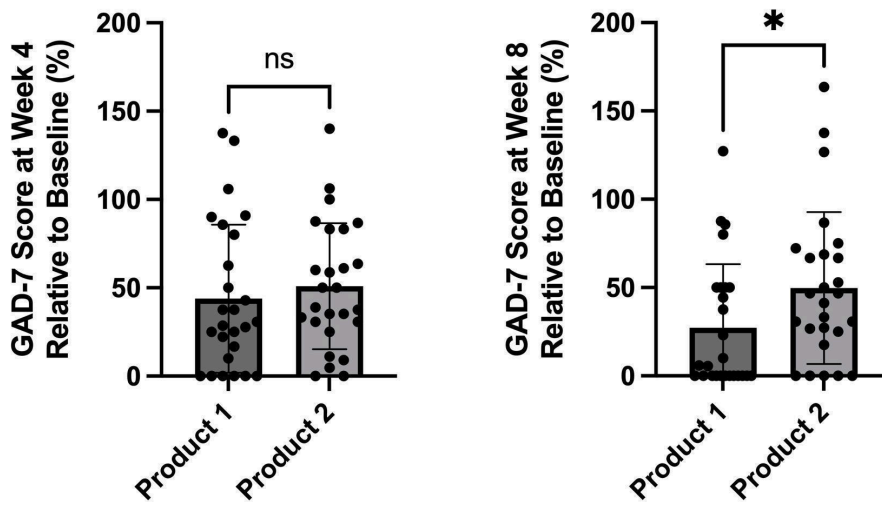 GAD-7 Score at Week 4
Relative to Baseline (%)
200
150
100
50
0
ns
Product 1
Product 2
GAD-7 Score at Week 8
Relative to Baseline (%)
200
150
100
50
0
*
Product 1
Product 2